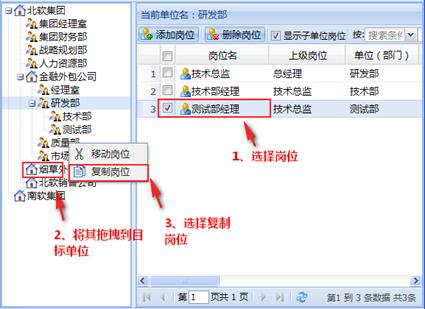 北软集团
集团经理室
集团财务部
战略规划部
人力资源部
金融外包公司
经理室
研发部
技术部
测试部
质量部
市场
烟草外
北软销售公司
南软集团
移动岗位
复制岗位
2、将其拖拽到目
标单位
3、选择复制
岗位
当前单位名：研发部
添加岗位 删除岗位 显示子单位岗位 按: 搜索条件
岗位名 上级岗位 单位（部门）
1 技术总监 总经理 研发部
2 技术部经理 技术总监 技术部
3 测试部经理 技术总监 测试部
1、选择岗位
第 1 页共 1 页 第1 到 3 条数据 共3条